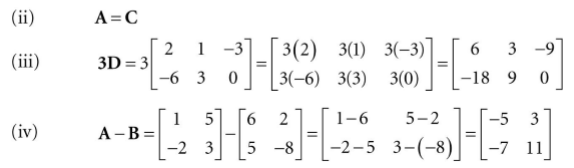 (ii) A = C
(iii) 3D = 3[2 1 −3; −6 3 0] = [3(2) 3(1) 3(−3); 3(−6) 3(3) 3(0)] = [6 3 −9; −18 9 0]
(iv) A − B = [1 5; −2 3] − [6 2; 5 −8] = [1−6 5−2; −2−5 3−(−8)] = [−5 3; −7 11]